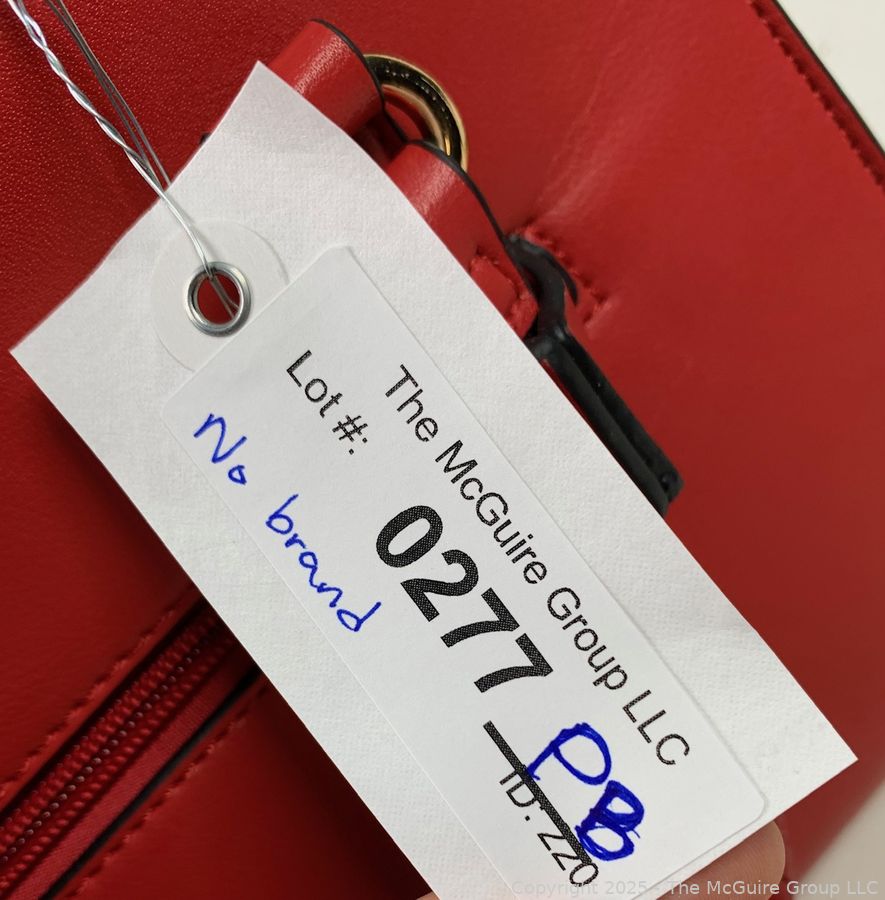 The McGuire Group LLC
Lot #:
0277
PB
ID: 220
No brand
Copyright 2025 - The McGuire Group LLC